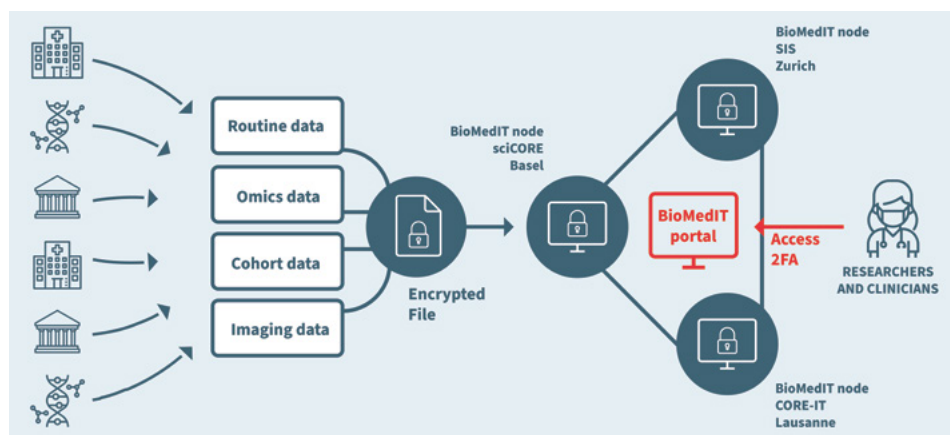 Routine data
Omics data
Cohort data
Imaging data
Encrypted
File
BioMedIT node
sciCORE
Basel
BioMedIT node
SIS
Zurich
BioMedIT
portal
Access
2FA
RESEARCHERS
AND CLINICIANS
BioMedIT node
CORE-IT
Lausanne